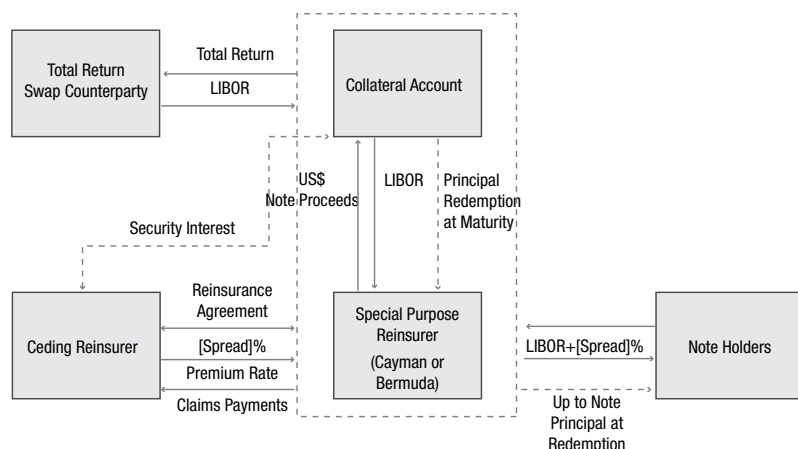 Total Return
Total Return
Swap Counterparty
LIBOR
Collateral Account
US$
Note Proceeds
LIBOR
Principal
Redemption
at Maturity
Security Interest
Ceding Reinsurer
Reinsurance
Agreement
[Spread]%
Premium Rate
Claims Payments
Special Purpose
Reinsurer
(Cayman or
Bermuda)
LIBOR+[Spread]%
Note Holders
Up to Note
Principal at
Redemption